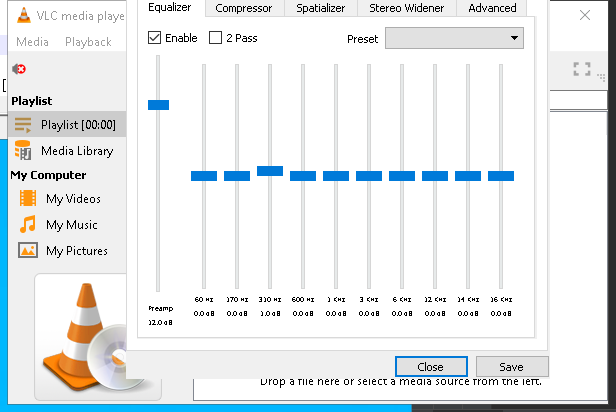 VLC media playe
Media Playback
Playlist
Playlist [00:00]
Media Library
My Computer
My Videos
My Music
My Pictures
Equalizer Compressor Spatializer Stereo Widener Advanced
Enable 2 Pass Preset
60 Hz 170 Hz 310 Hz 600 Hz 1 KHz 3 KHz 6 KHz 12 KHz 14 KHz 16 KHz
0.0 dB 0.0 dB 1.0 dB 0.0 dB 0.0 dB 0.0 dB 0.0 dB 0.0 dB 0.0 dB 0.0 dB
Preamp
12.0 dB
Close Save
Drop a file here or select a media source from the left.